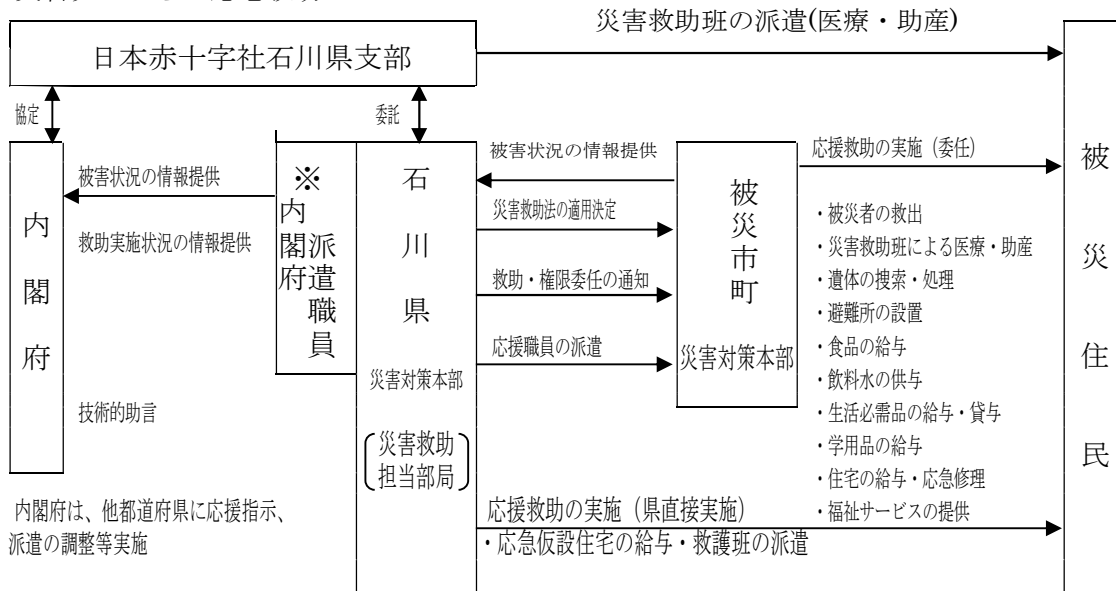 災害救助班の派遣(医療・助産)
日本赤十字社石川県支部
協定
委託
内閣府
被害状況の情報提供
救助実施状況の情報提供
技術的助言
※内閣府
派遣職員
石川県
災害対策本部
災害救助
担当部局
被害状況の情報提供
災害救助法の適用決定
救助・権限委任の通知
応援職員の派遣
被災市町
災害対策本部
応援救助の実施(委任)
・被災者の救出
・災害救助班による医療・助産
・遺体の捜索・処理
・避難所の設置
・食品の給与
・飲料水の供与
・生活必需品の給与・貸与
・学用品の給与
・住宅の給与・応急修理
・福祉サービスの提供
被災住民
内閣府は、他都道府県に応援指示、
派遣の調整等実施
応援救助の実施(県直接実施)
・応急仮設住宅の給与・救護班の派遣